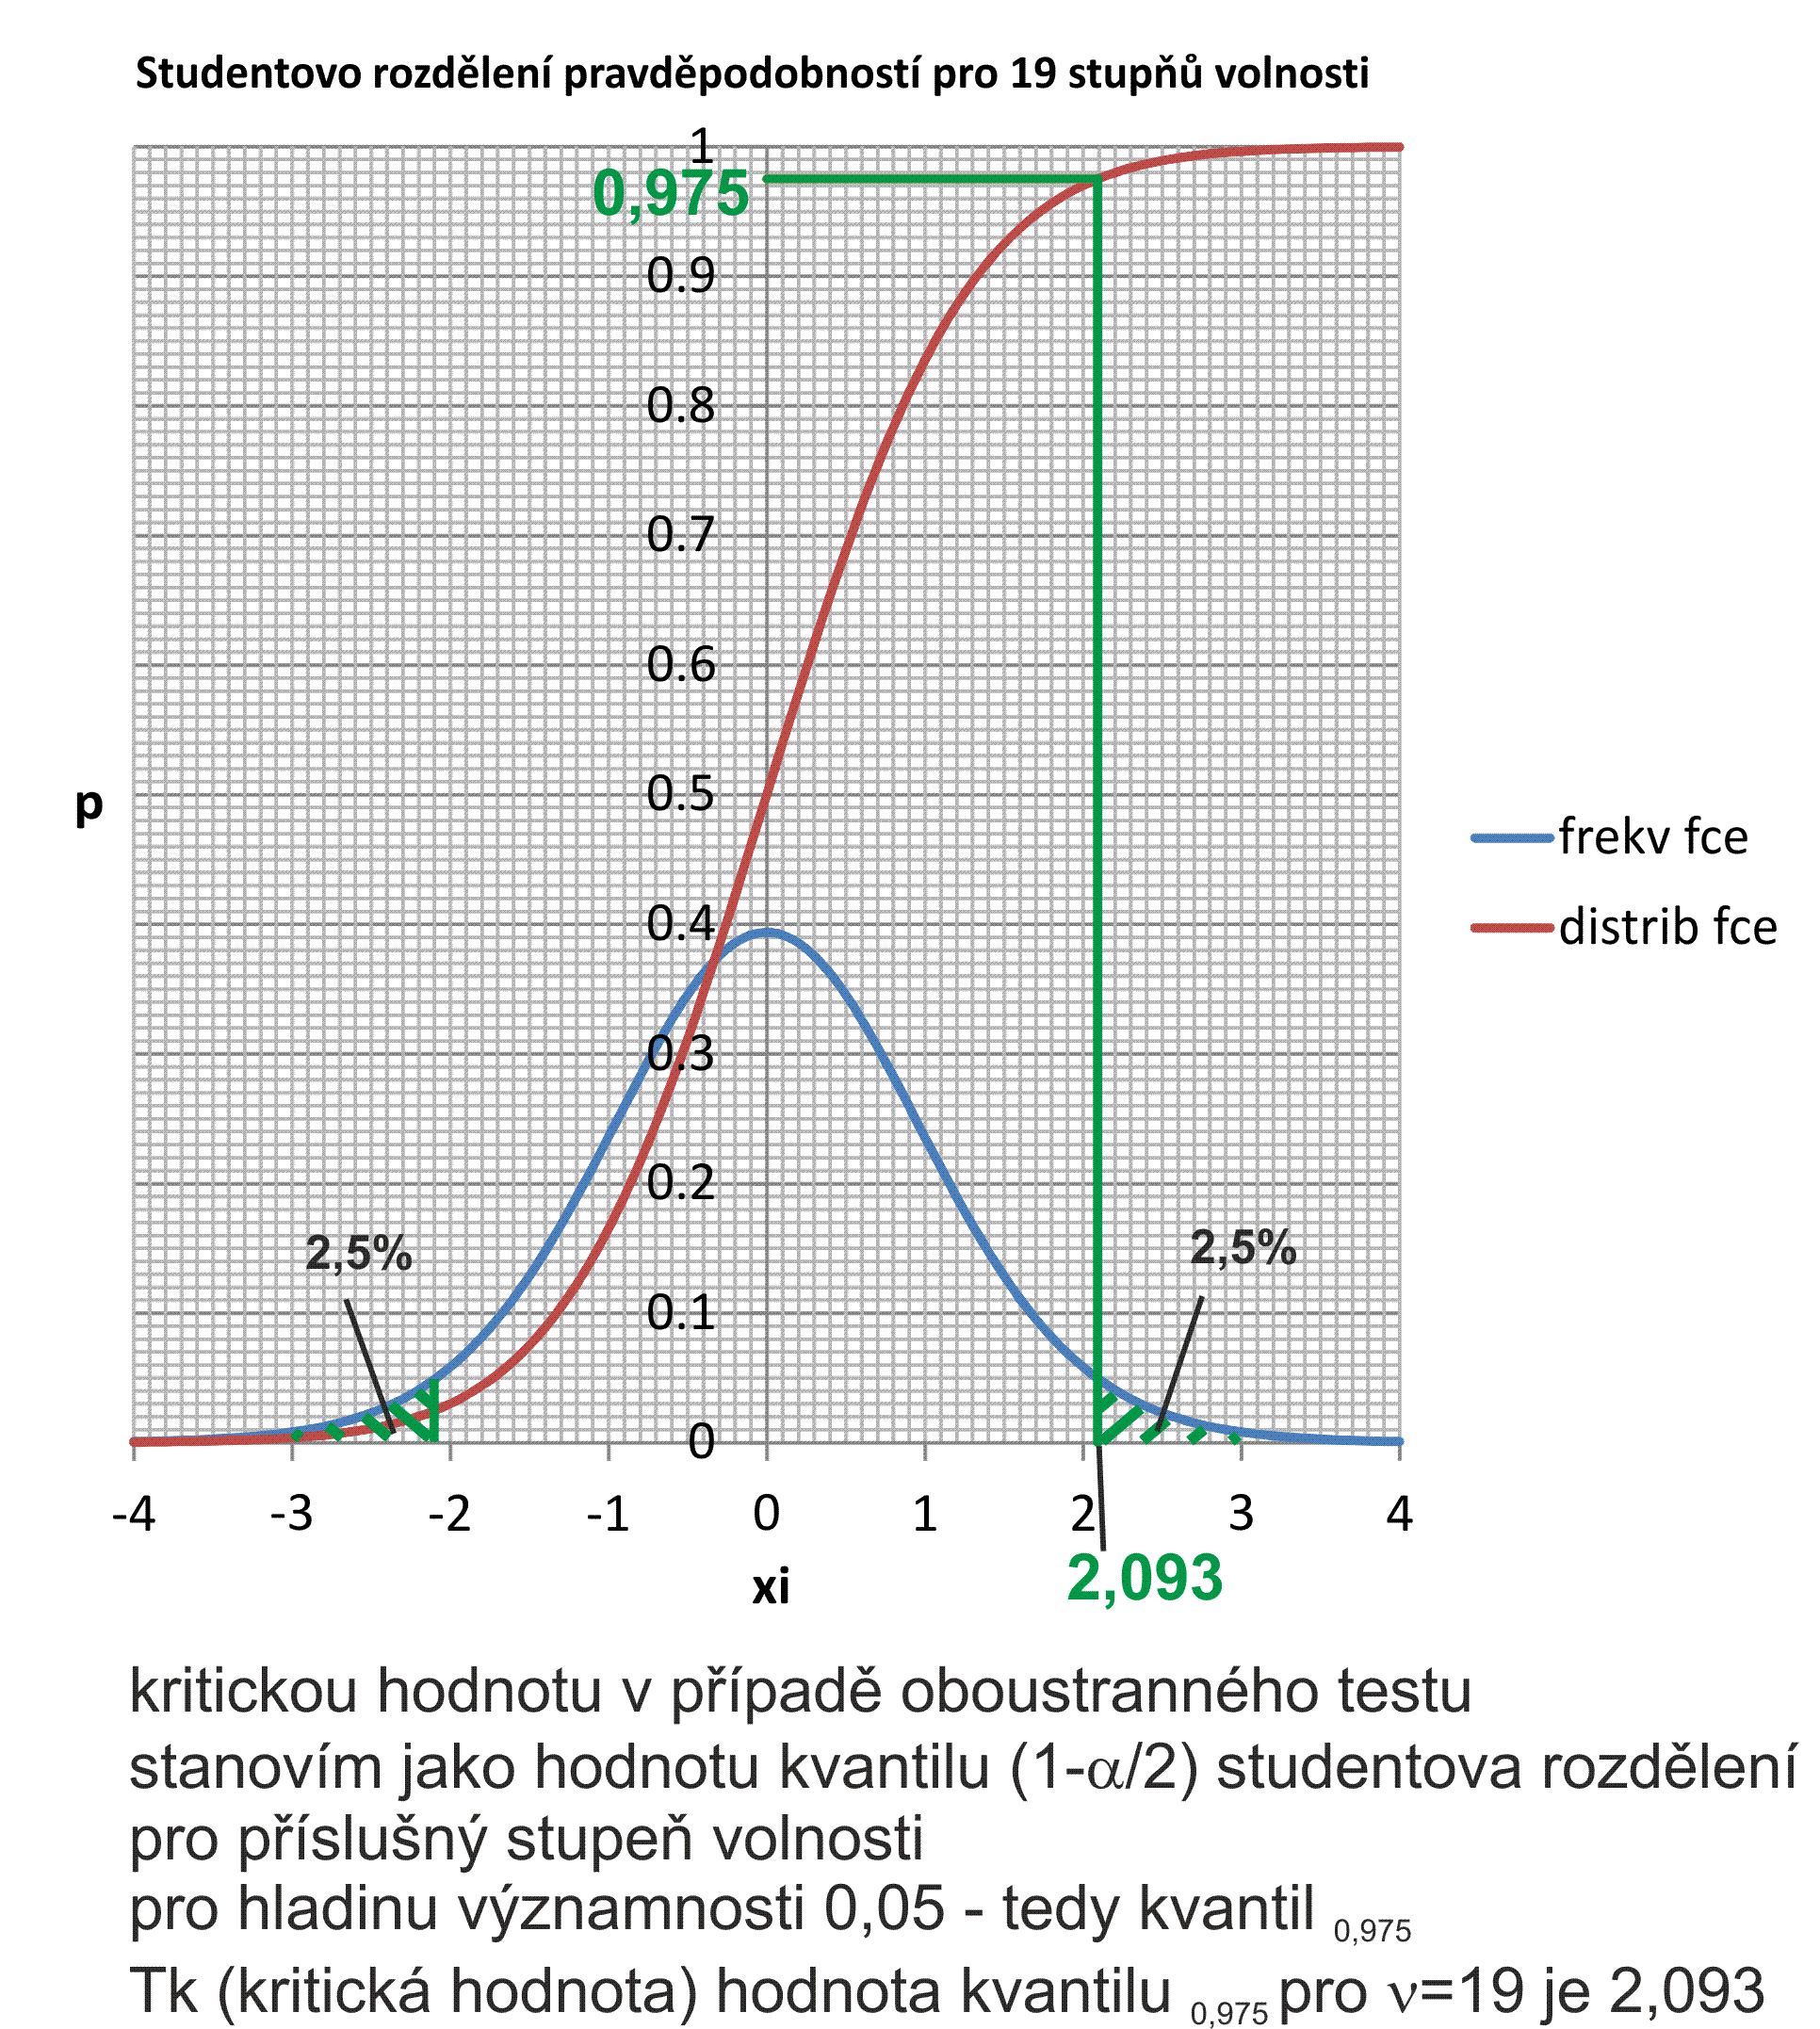 Studentovo rozdělení pravděpodobností pro 19 stupňů volnosti
1
0,975
0.9
0.8
0.7
0.6
0.5
p
frekv fce
0.4
distrib fce
0.3
0.2
2,5%
2,5%
0.1
0
-4 -3 -2 -1 0 1 2 3 4
xi
2,093
kritickou hodnotu v případě oboustranného testu
stanovím jako hodnotu kvantilu (1-α/2) studentova rozdělení
pro příslušný stupeň volnosti
pro hladinu významnosti 0,05 - tedy kvantil 0,975
Tk (kritická hodnota) hodnota kvantilu 0,975 pro ν=19 je 2,093